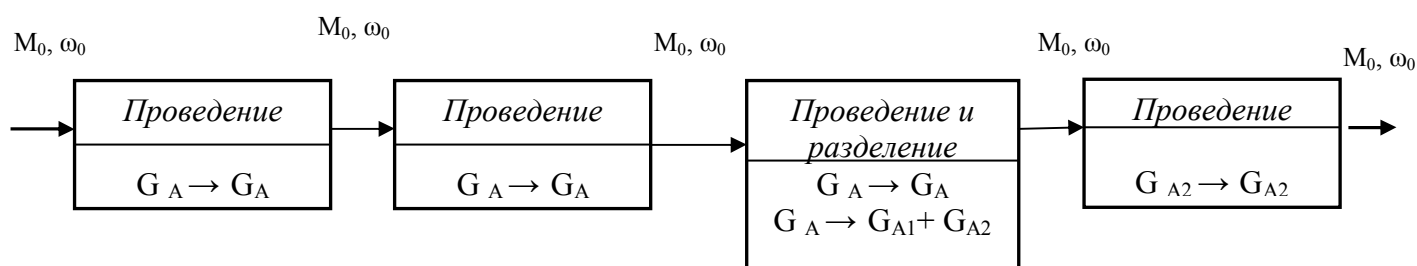 M₀, ω₀
M₀, ω₀
M₀, ω₀
M₀, ω₀
M₀, ω₀
Проведение
G A → GA
Проведение
G A → GA
Проведение и
разделение
G A → GA
G A → GA1+ GA2
Проведение
G A2 → GA2